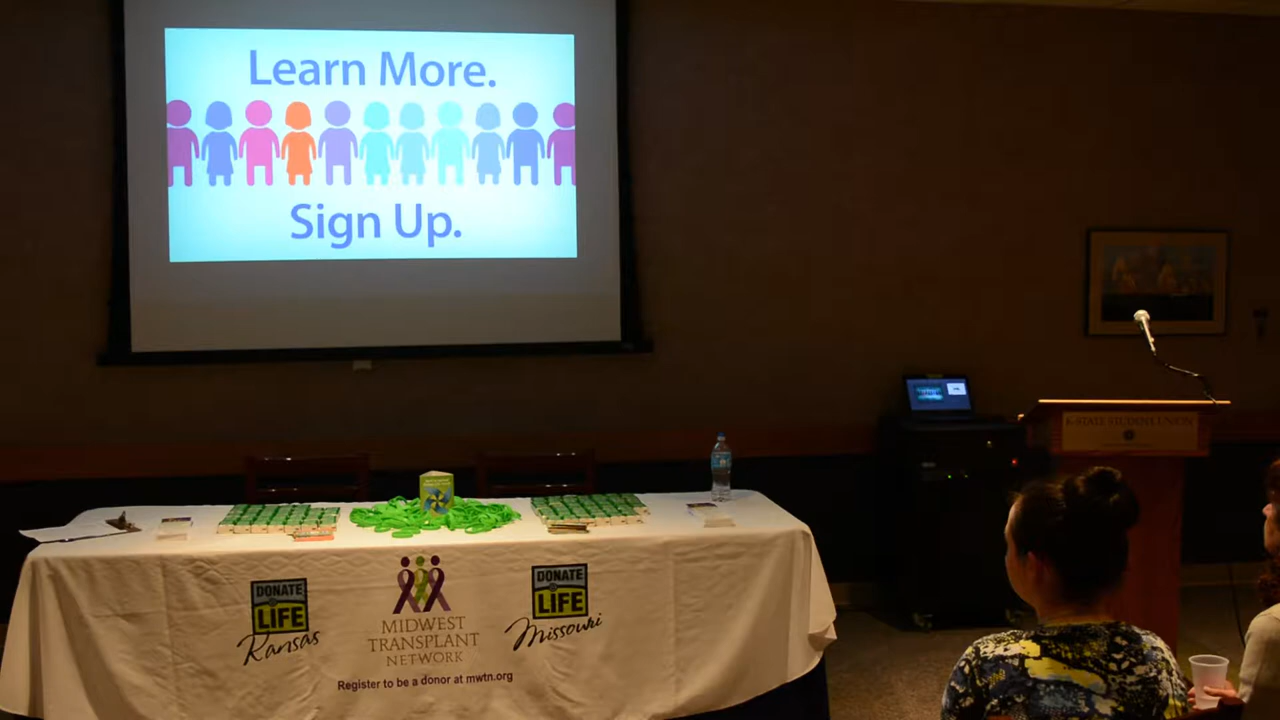 Learn More.
Sign Up.
K-STATE STUDENT UNION
DONATE
LIFE
Kansas
MIDWEST
TRANSPLANT
NETWORK
DONATE
LIFE
Missouri
Register to be a donor at mwtn.org